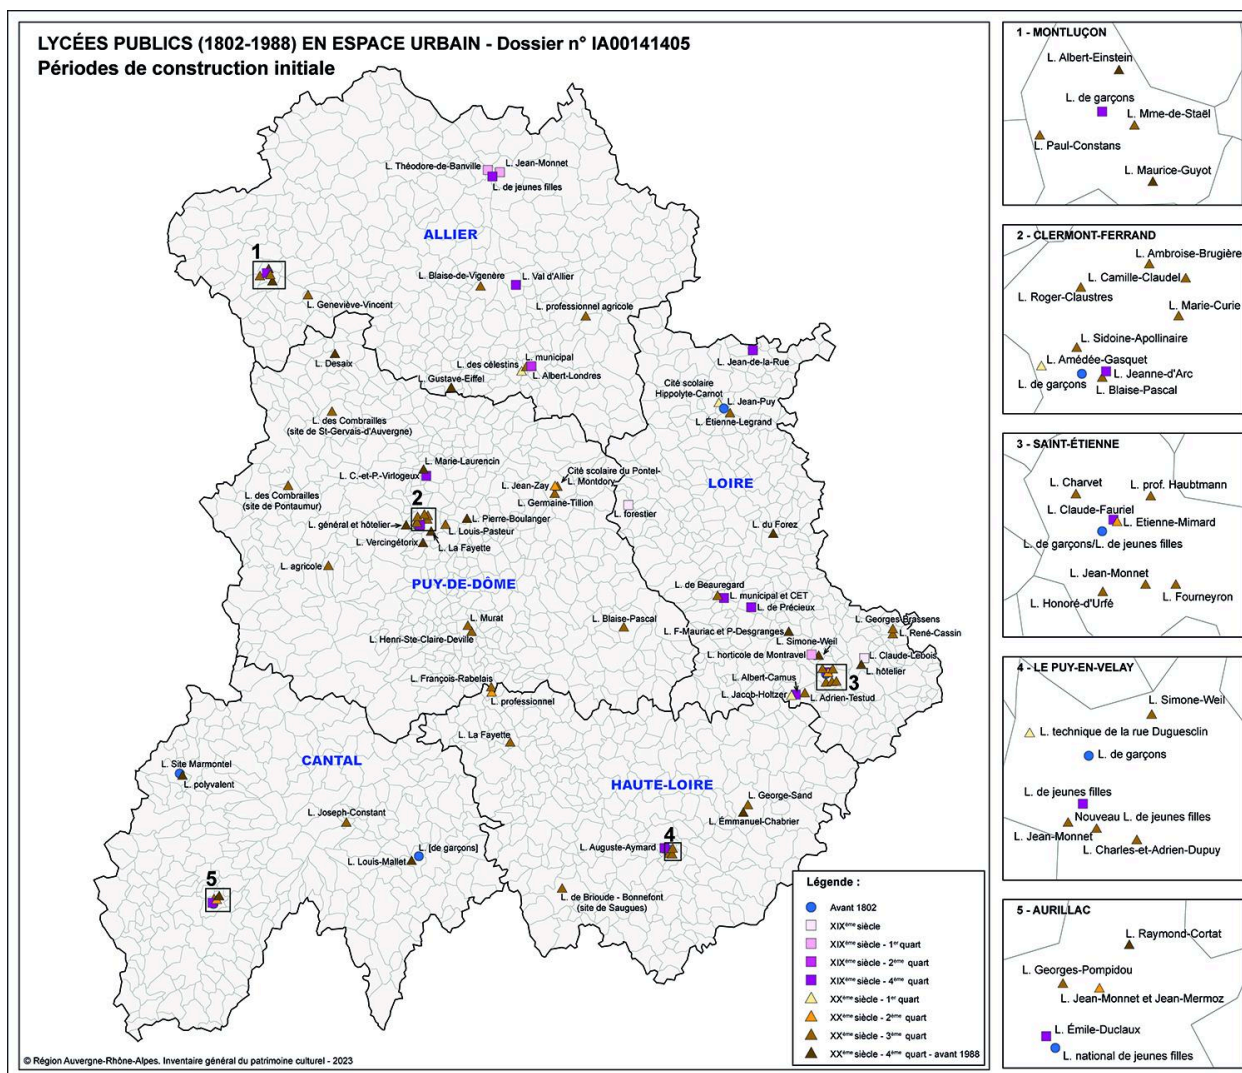 LYCÉES PUBLICS (1802-1988) EN ESPACE URBAIN - Dossier n° IA00141405
Périodes de construction initiale
L. Théodore-de-Banville
L. Jean-Monnet
L. de jeunes filles
ALLIER
1
L. Geneviève-Vincent
L. Blaise-de-Vigenère
L. Val d'Allier
L. professionnel agricole
L. Desaix
L. des célestins
L. municipal
L. Albert-Londres
L. Gustave-Eiffel
L. Jean-de-la-Rue
Cité scolaire
Hippolyte-Carnot
L. Jean-Puy
L. Étienne-Legrand
L. des Combrailles
(site de St-Gervais-d'Auvergne)
L. Marie-Laurencin
L. C.-et-P.-Virlogeux
L. des Combrailles
(site de Pontaumur)
2
L. général et hôtelier
L. Pierre-Boulanger
L. Louis-Pasteur
L. Vercingétorix
L. La Fayette
L. Jean-Zay
Cité scolaire du Pontel-
L. Montdory
L. Germaine-Tillion
LOIRE
L. forestier
L. du Forez
L. agricole
PUY-DE-DÔME
L. Murat
L. Henri-Ste-Claire-Deville
L. Blaise-Pascal
L. de Beauregard
L. municipal et CET
L. de Précieux
L. F-Mauriac et P-Desgranges
L. Simone-Weil
L. horticole de Montravel
L. Georges-Brassens
L. René-Cassin
L. Claude-Lebois
L. hôtelier
3
L. Albert-Camus
L. Jacob-Holtzer
L. Adrien-Testud
L. François-Rabelais
L. professionnel
L. La Fayette
CANTAL
L. Site Marmontel
L. polyvalent
L. Joseph-Constant
L. Louis-Mallet
L. [de garçons]
5
HAUTE-LOIRE
L. George-Sand
L. Émmanuel-Chabrier
4
L. Auguste-Aymard
L. de Brioude - Bonnefont
(site de Saugues)
Légende :
Avant 1802
XIXème siècle
XIXème siècle - 1er quart
XIXème siècle - 2ème quart
XIXème siècle - 4ème quart
XXème siècle - 1er quart
XXème siècle - 2ème quart
XXème siècle - 3ème quart
XXème siècle - 4ème quart - avant 1988
© Région Auvergne-Rhône-Alpes. Inventaire général du patrimoine culturel - 2023
1 - MONTLUÇON
L. Albert-Einstein
L. de garçons
L. Mme-de-Staël
L. Paul-Constans
L. Maurice-Guyot
2 - CLERMONT-FERRAND
L. Ambroise-Brugière
L. Camille-Claudel
L. Roger-Claustres
L. Marie-Curie
L. Sidoine-Apollinaire
L. Amédée-Gasquet
L. de garçons
L. Jeanne-d'Arc
L. Blaise-Pascal
3 - SAINT-ÉTIENNE
L. Charvet
L. prof. Haubtmann
L. Claude-Fauriel
L. Etienne-Mimard
L. de garçons/L. de jeunes filles
L. Jean-Monnet
L. Fourneyron
L. Honoré-d'Urfé
4 - LE PUY-EN-VELAY
L. Simone-Weil
L. technique de la rue Duguesclin
L. de garçons
L. de jeunes filles
Nouveau L. de jeunes filles
L. Jean-Monnet
L. Charles-et-Adrien-Dupuy
5 - AURILLAC
L. Raymond-Cortat
L. Georges-Pompidou
L. Jean-Monnet et Jean-Mermoz
L. Émile-Duclaux
L. national de jeunes filles